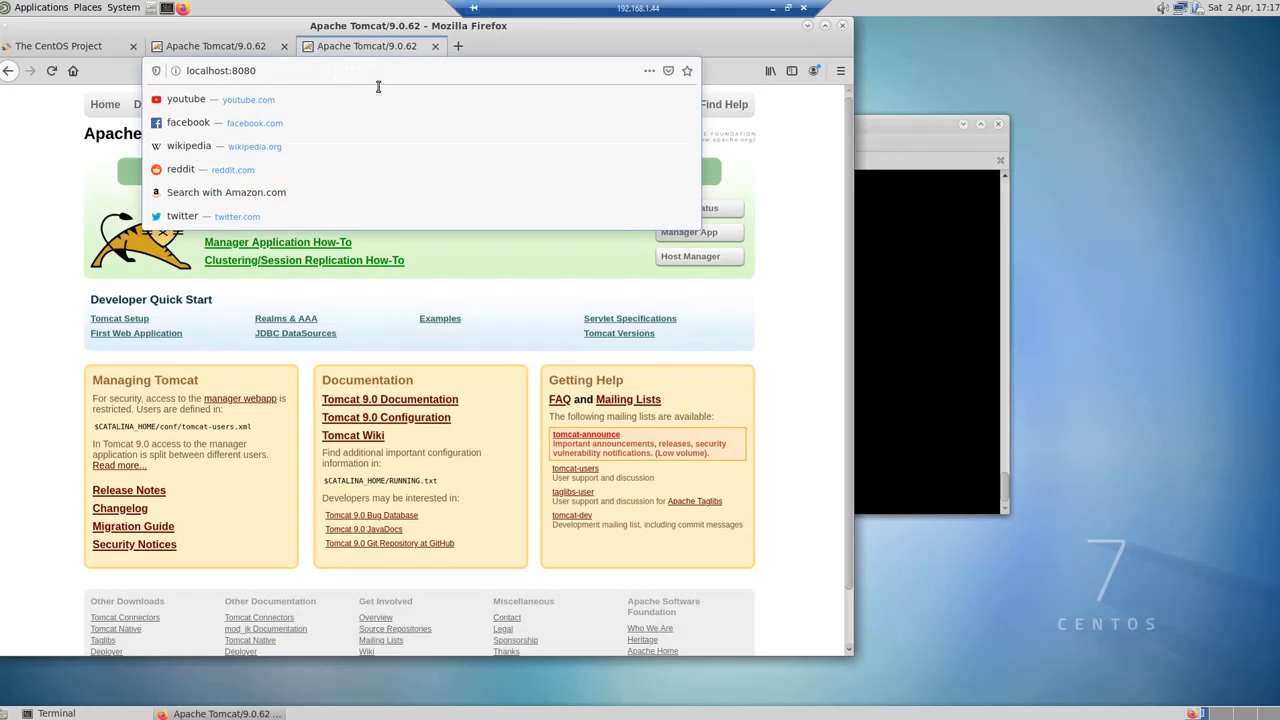 Applications Places System
192.168.1.44
Sat 2 Apr, 17:17
Apache Tomcat/9.0.62 – Mozilla Firefox
The CentOS Project
Apache Tomcat/9.0.62
Apache Tomcat/9.0.62
localhost:8080
youtube — youtube.com
facebook — facebook.com
wikipedia — wikipedia.org
reddit — reddit.com
Search with Amazon.com
twitter — twitter.com
Home
Find Help
Manager Application How-To
Clustering/Session Replication How-To
Manager App
Host Manager
Developer Quick Start
Tomcat Setup
Realms & AAA
Examples
Servlet Specifications
First Web Application
JDBC DataSources
Tomcat Versions
Managing Tomcat
For security, access to the manager webapp is
restricted. Users are defined in:
$CATALINA_HOME/conf/tomcat-users.xml
In Tomcat 9.0 access to the manager
application is split between different users.
Read more...
Release Notes
Changelog
Migration Guide
Security Notices
Documentation
Tomcat 9.0 Documentation
Tomcat 9.0 Configuration
Tomcat Wiki
Find additional important configuration
information in:
$CATALINA_HOME/RUNNING.txt
Developers may be interested in:
Tomcat 9.0 Bug Database
Tomcat 9.0 JavaDocs
Tomcat 9.0 Git Repository at GitHub
Getting Help
FAQ and Mailing Lists
The following mailing lists are available:
tomcat-announce
Important announcements, releases, security
vulnerability notifications. (Low volume).
tomcat-users
User support and discussion
taglibs-user
User support and discussion for Apache Taglibs
tomcat-dev
Development mailing list, including commit messages
Other Downloads
Tomcat Connectors
Tomcat Native
Taglibs
Deployer
Other Documentation
Tomcat Connectors
mod_jk Documentation
Tomcat Native
Deployer
Get Involved
Overview
Source Repositories
Mailing Lists
Wiki
Miscellaneous
Contact
Legal
Sponsorship
Thanks
Apache Software
Foundation
Who We Are
Heritage
Apache Home
7
CENTOS
Terminal
Apache Tomcat/9.0.62 ...